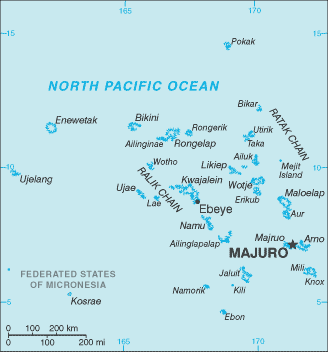 165
170
15
15
Pokak
NORTH PACIFIC OCEAN
Bikar
RATAK CHAIN
Enewetak
Bikini
Rongerik
Utirik
Ailinginae
Rongelap
Taka
Ailuk
10
Wotho
Likiep
Mejit
Island
10
Ujelang
RALIK CHAIN
Kwajalein
Wotje
Ujae
Lae
Erikub
Maloelap
Ebeye
Aur
Namu
Majruo
Arno
Ailinglapalap
MAJURO
FEDERATED STATES
OF MICRONESIA
Jaluit
Mili
Knox
Kosrae
Namorik
Kili
5
5
Ebon
0 100 200 km
0 100 200 mi
165
170